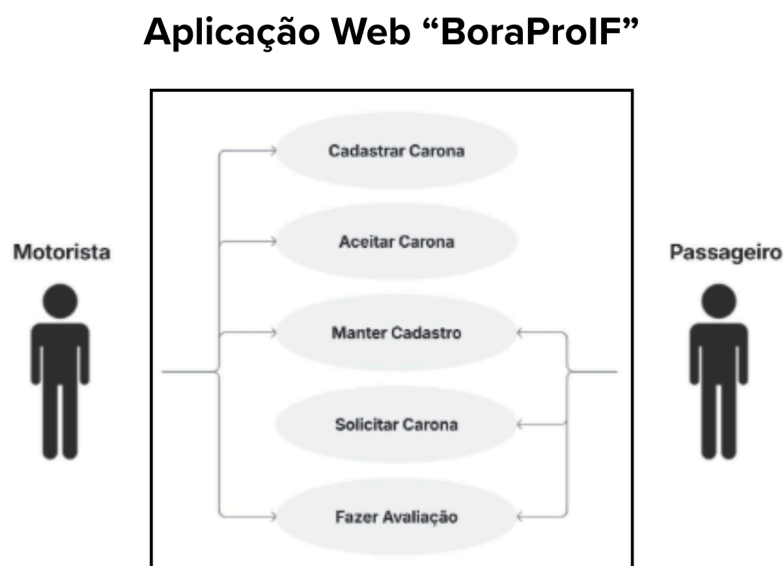 Aplicação Web “BoraProIF”
Cadastrar Carona
Aceitar Carona
Motorista
Passageiro
Manter Cadastro
Solicitar Carona
Fazer Avaliação